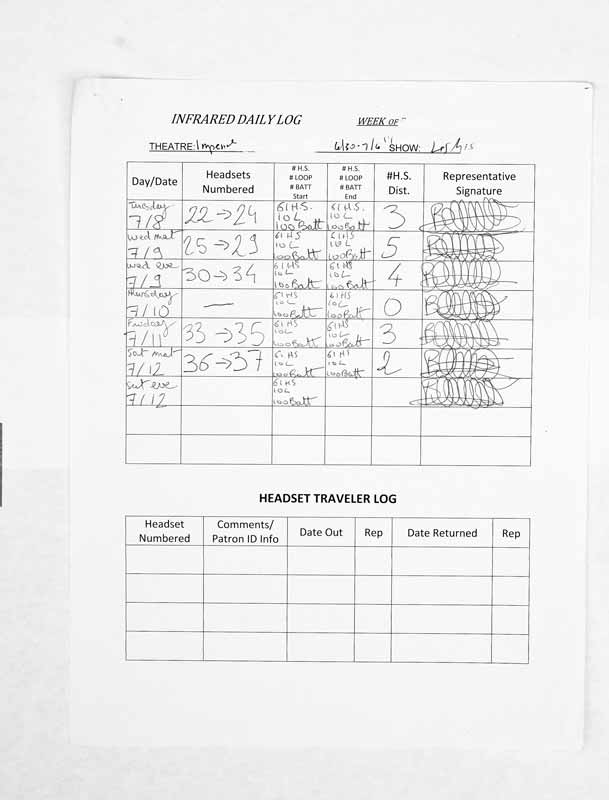 INFRARED DAILY LOG WEEK OF
THEATRE: Imperial 6/30-7/6 SHOW: Les Mis
Day/Date Headsets Numbered # H.S. # LOOP # BATT Start # H.S. # LOOP # BATT End #H.S. Dist. Representative Signature
Tuesday 7/8 22→24 61 H.S. 10 L 100 Batt 61 H.S. 10 L 100 Batt 3
Wed mat 7/9 25→29 61 HS 10 L 100 Batt 61 HS 10 L 100 Batt 5
Wed eve 7/9 30→34 61 HS 10 L 100 Batt 61 HS 10 L 100 Batt 4
Thursday 7/10 — 61 HS 10 L 100 Batt 61 HS 10 L 100 Batt 0
Friday 7/11 33→35 61 HS 10 L 100 Batt 61 HS 10 L 100 Batt 3
Sat mat 7/12 36→37 61 HS 10 L 100 Batt 61 HS 10 L 100 Batt 2
Sat eve 7/12 61 HS 10 L 100 Batt
HEADSET TRAVELER LOG
Headset Numbered Comments/ Patron ID Info Date Out Rep Date Returned Rep